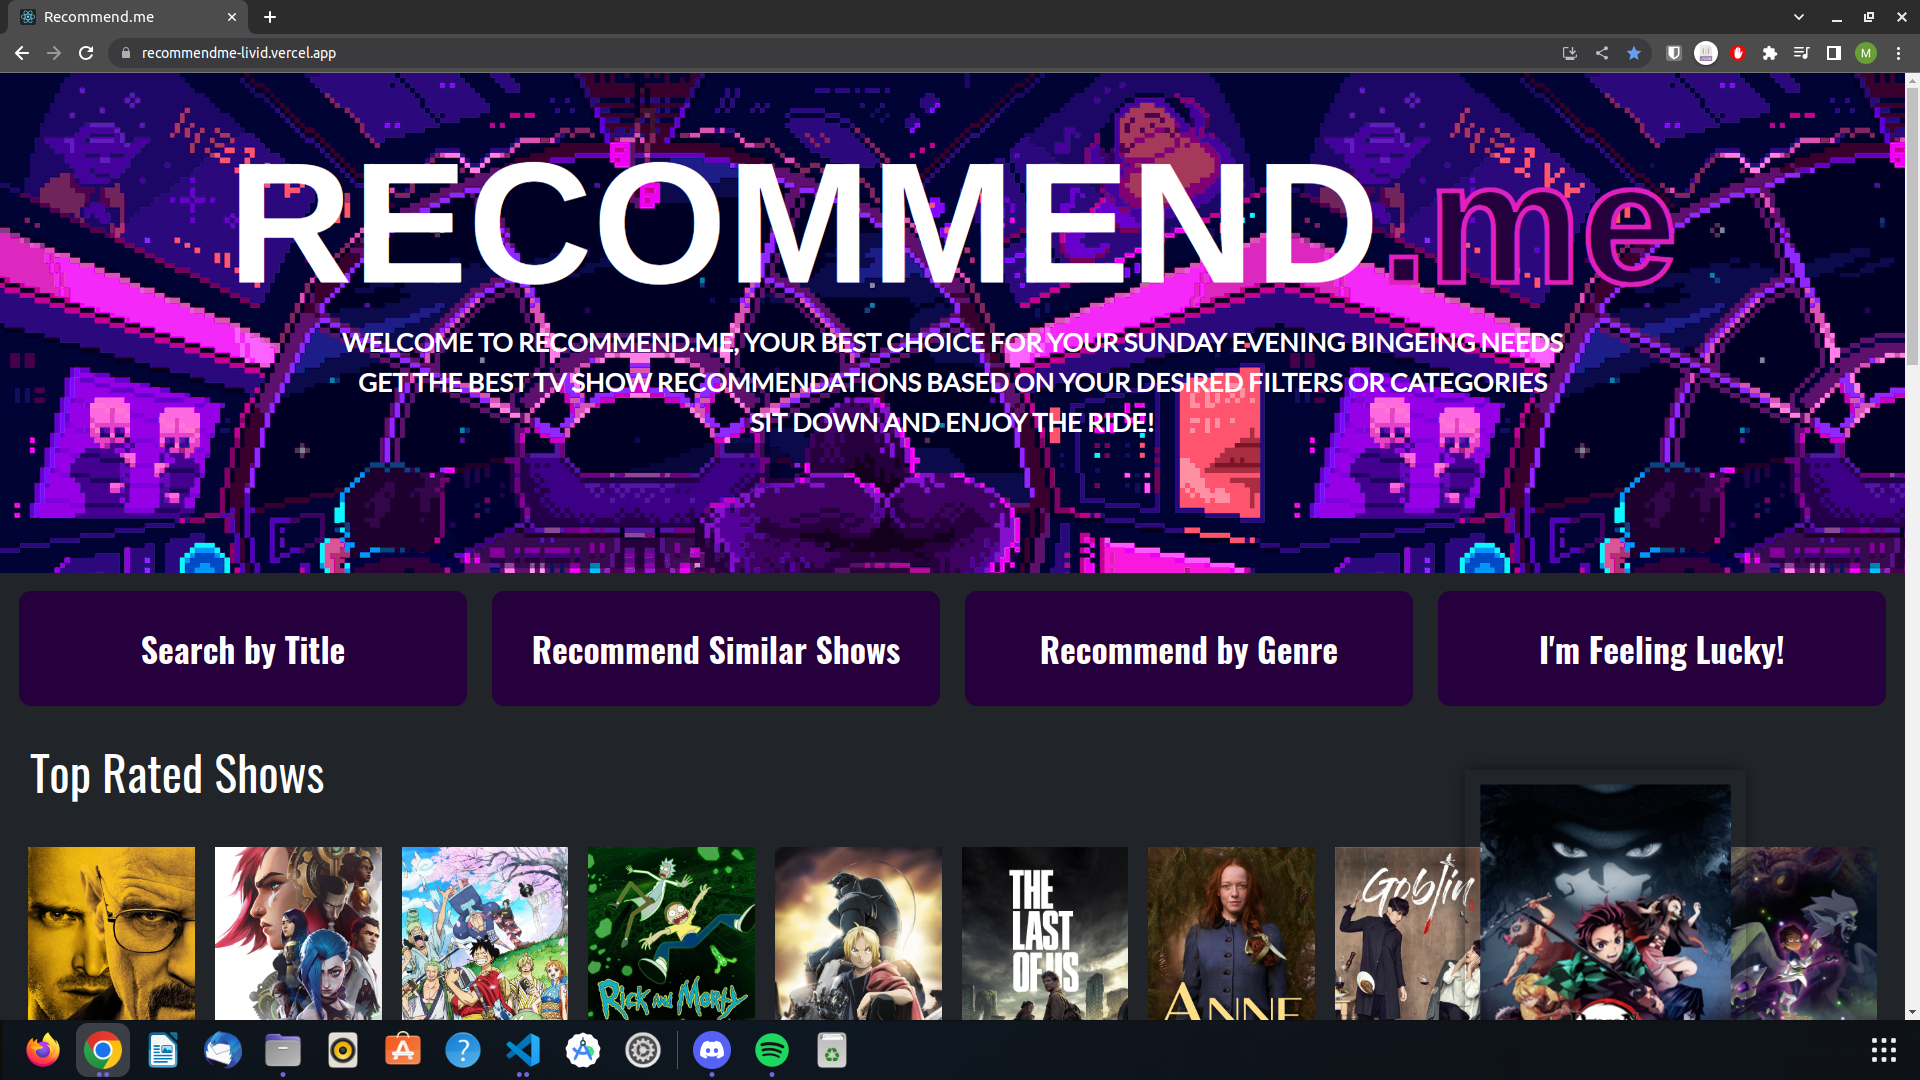 Recommend.me
recommendme-livid.vercel.app
M
RECOMMEND.me
WELCOME TO RECOMMEND.ME, YOUR BEST CHOICE FOR YOUR SUNDAY EVENING BINGEING NEEDS
GET THE BEST TV SHOW RECOMMENDATIONS BASED ON YOUR DESIRED FILTERS OR CATEGORIES
SIT DOWN AND ENJOY THE RIDE!
Search by Title
Recommend Similar Shows
Recommend by Genre
I'm Feeling Lucky!
Top Rated Shows
RICK AND MORTY
THE
LAST
OF US
ANNE
Goblin